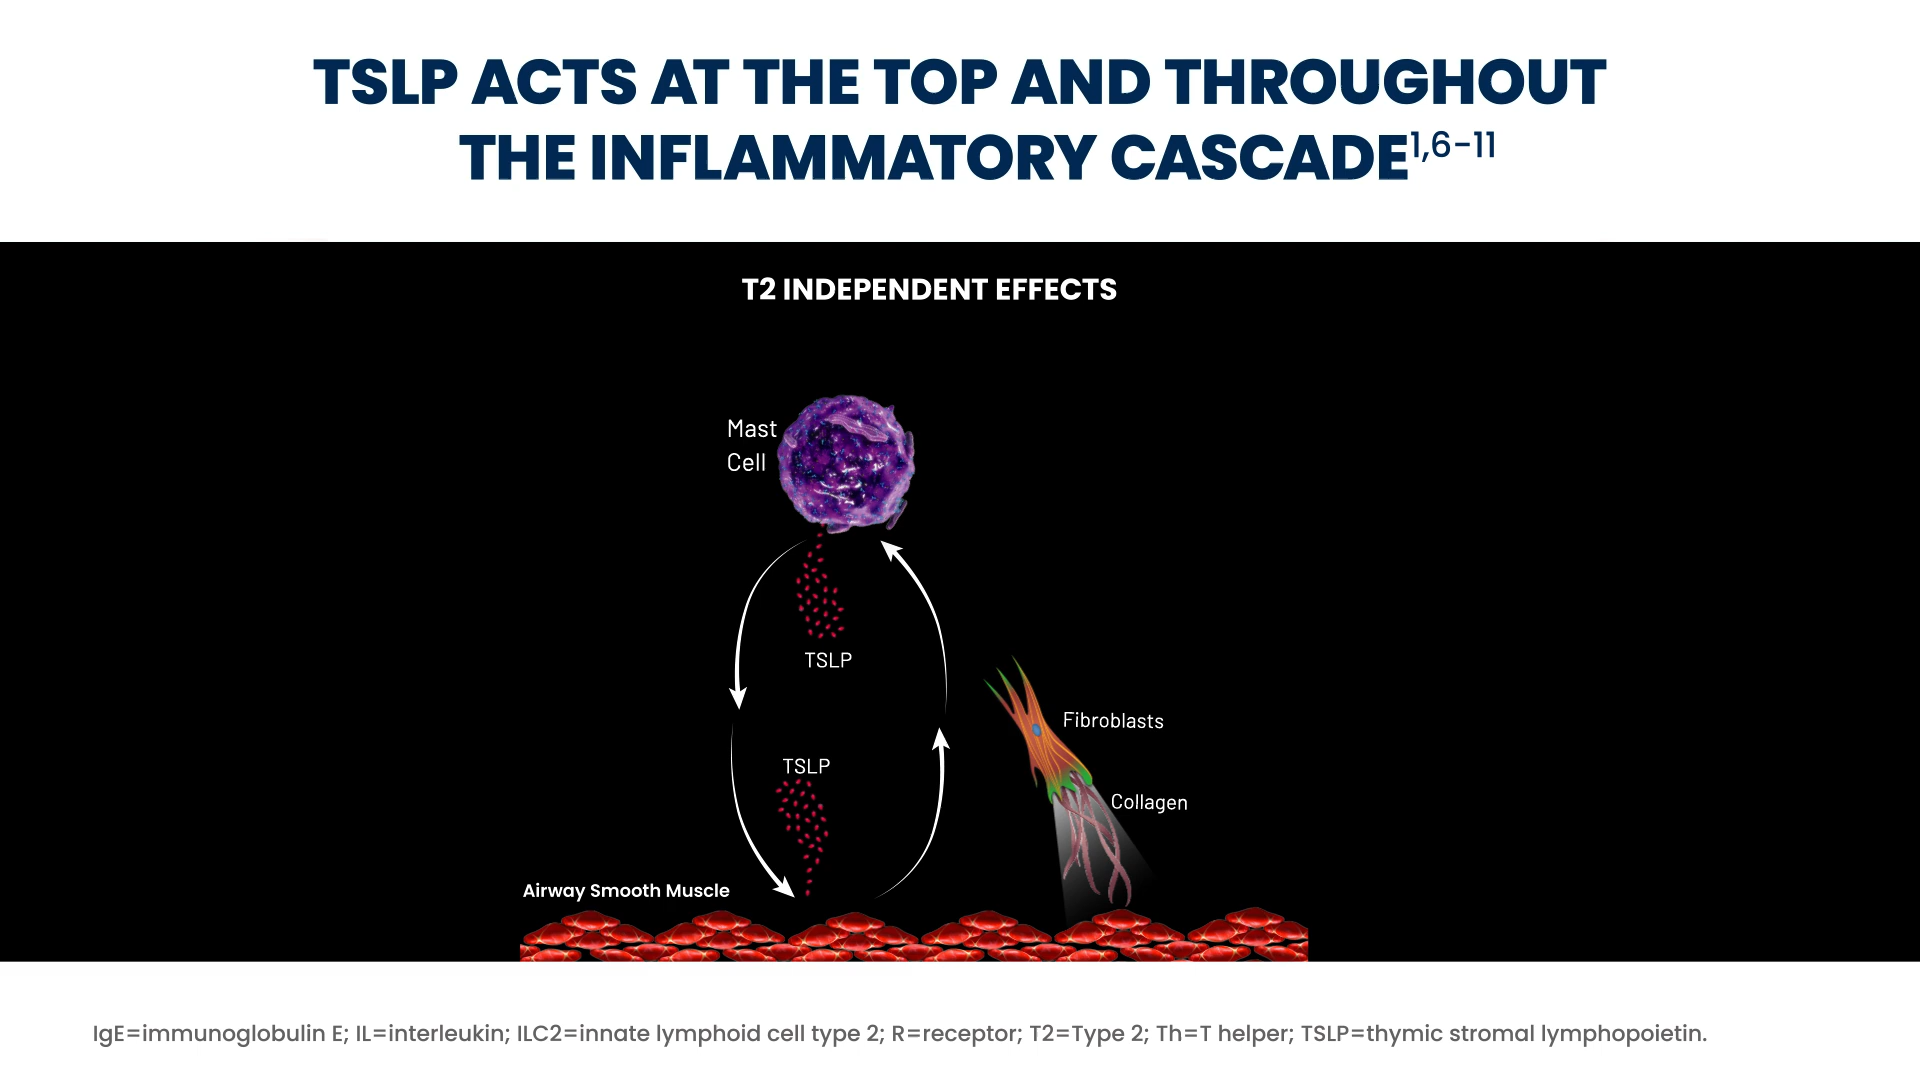 TSLP ACTS AT THE TOP AND THROUGHOUT
THE INFLAMMATORY CASCADE1,6-11
T2 INDEPENDENT EFFECTS
Mast
Cell
TSLP
Fibroblasts
TSLP
Collagen
Airway Smooth Muscle
IgE=immunoglobulin E; IL=interleukin; ILC2=innate lymphoid cell type 2; R=receptor; T2=Type 2; Th=T helper; TSLP=thymic stromal lymphopoietin.